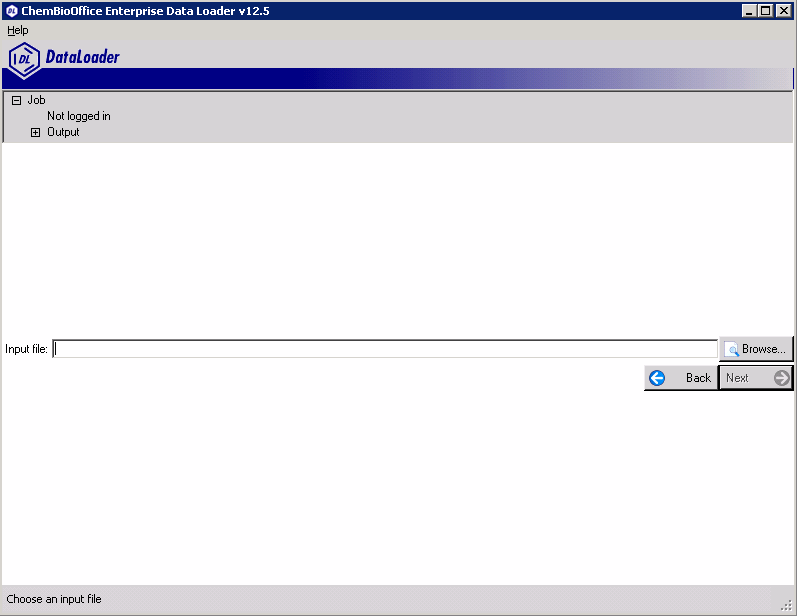 ChemBioOffice Enterprise Data Loader v12.5
Help
DL DataLoader
Job
Not logged in
Output
Input file:
Browse...
Back
Next
Choose an input file